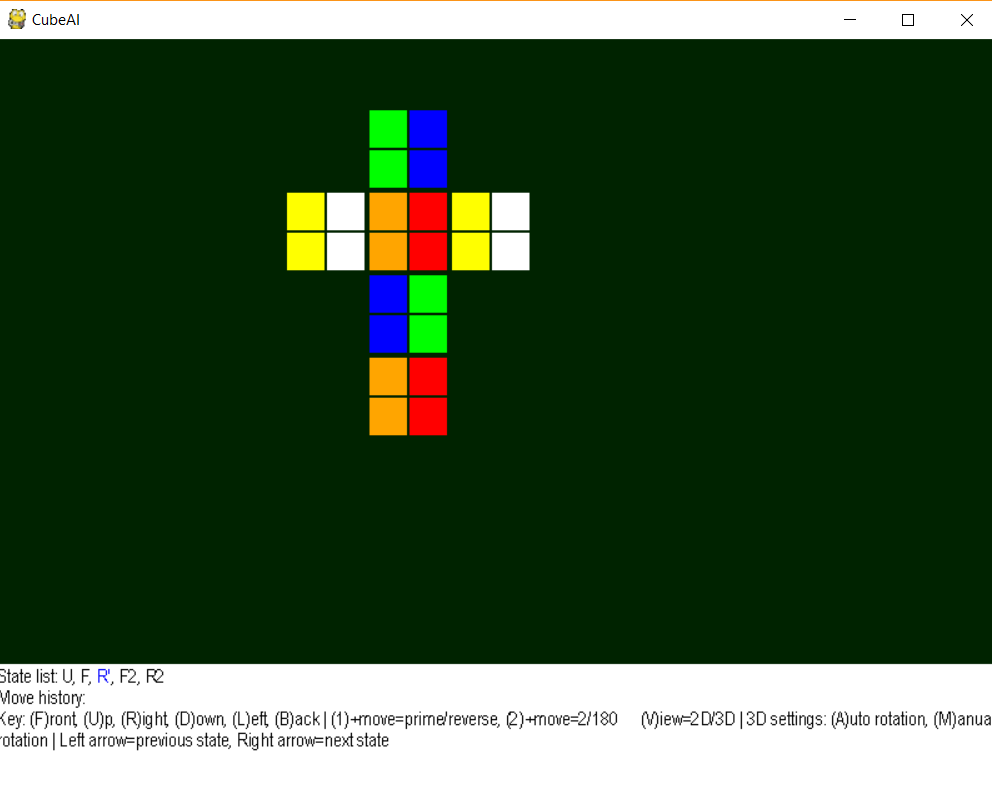 CubeAI
State list: U, F, R', F2, R2
Move history:
Key: (F)ront, (U)p, (R)ight, (D)own, (L)eft, (B)ack | (1)+move=prime/reverse, (2)+move=2/180 (V)iew=2D/3D | 3D settings: (A)uto rotation, (M)anua
rotation | Left arrow=previous state, Right arrow=next state